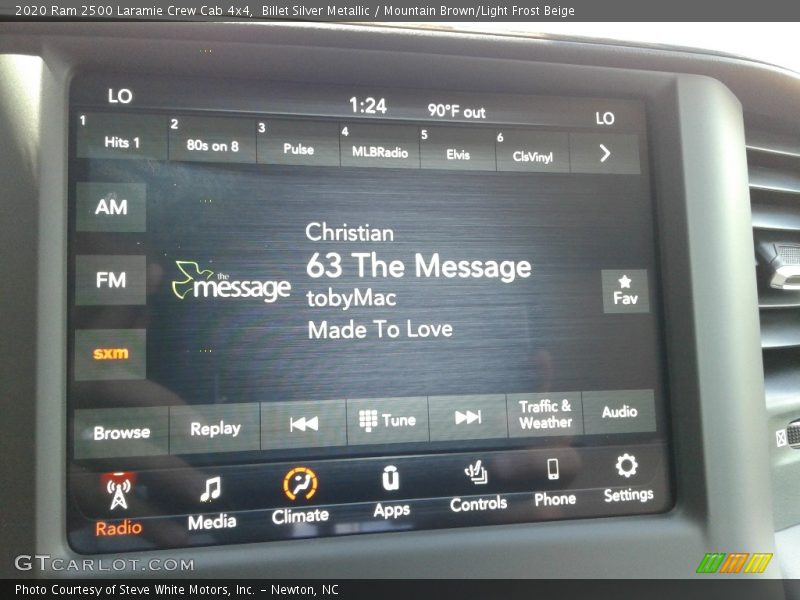 2020 Ram 2500 Laramie Crew Cab 4x4, Billet Silver Metallic / Mountain Brown/Light Frost Beige
LO 1:24 90°F out LO
1 Hits 1 2 80s on 8 3 Pulse 4 MLBRadio 5 Elvis 6 ClsVinyl
AM
Christian
63 The Message
the message
tobyMac
Made To Love
FM
Fav
sxm
Browse Replay Tune Traffic & Weather Audio
Radio Media Climate Apps Controls Phone Settings
GTCARLOT.COM
Photo Courtesy of Steve White Motors, Inc. – Newton, NC